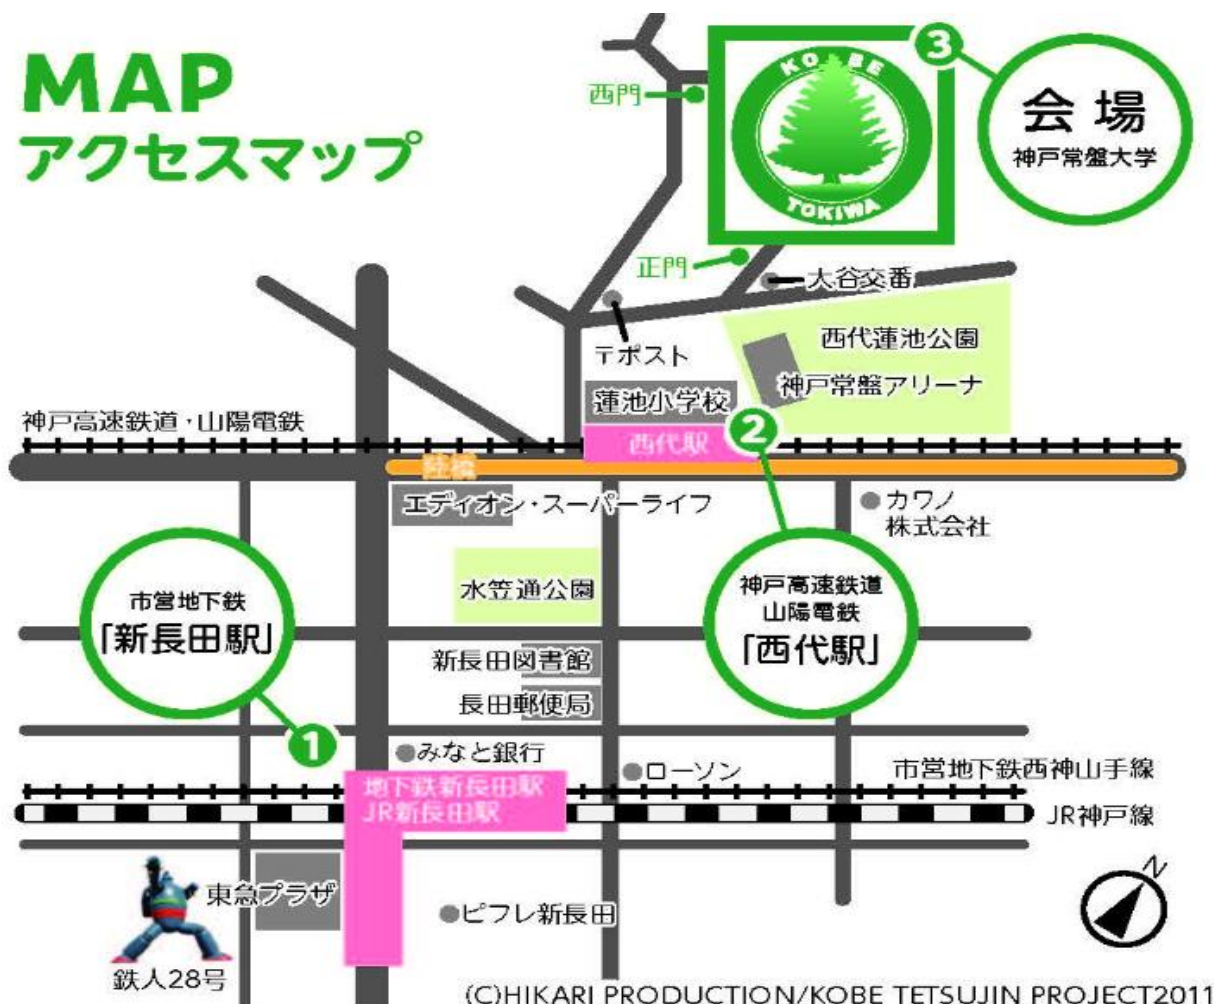 MAP
アクセスマップ
KOBE
TOKIWA
3
会場
神戸常盤大学
西門
正門
大谷交番
〒ポスト
西代蓮池公園
神戸常盤アリーナ
蓮池小学校
神戸高速鉄道・山陽電鉄
西代駅
2
陸橋
エディオン・スーパーライフ
カワノ
株式会社
市営地下鉄
「新長田駅」
水笠通公園
神戸高速鉄道
山陽電鉄
「西代駅」
新長田図書館
長田郵便局
1
みなと銀行
ローソン
市営地下鉄西神山手線
地下鉄新長田駅
JR新長田駅
JR神戸線
東急プラザ
ピフレ新長田
N
鉄人28号
(C)HIKARI PRODUCTION/KOBE TETSUJIN PROJECT2011